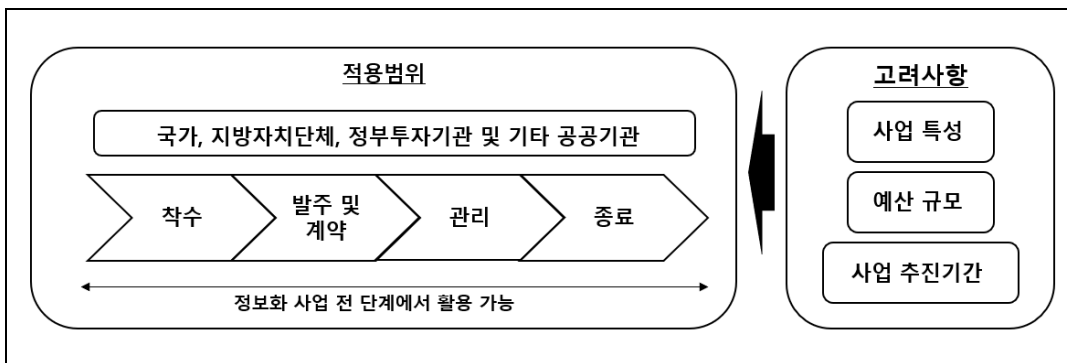 적용범위
국가, 지방자치단체, 정부투자기관 및 기타 공공기관
착수
발주 및
계약
관리
종료
정보화 사업 전 단계에서 활용 가능
고려사항
사업 특성
예산 규모
사업 추진기간